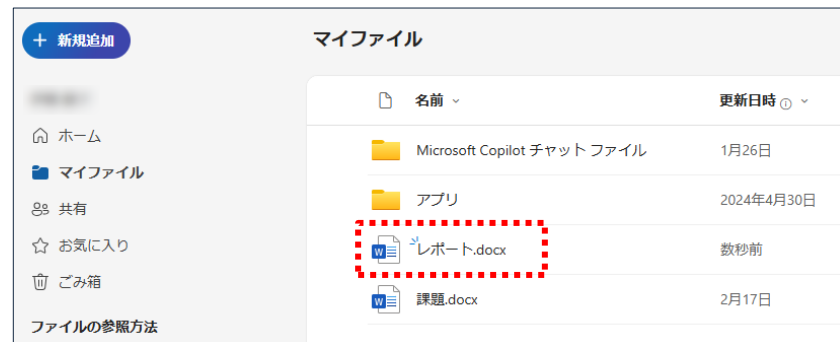 + 新規追加
マイファイル
名前
更新日時
ホーム
Microsoft Copilot チャット ファイル
1月26日
マイファイル
アプリ
2024年4月30日
共有
レポート.docx
数秒前
お気に入り
ごみ箱
課題.docx
2月17日
ファイルの参照方法